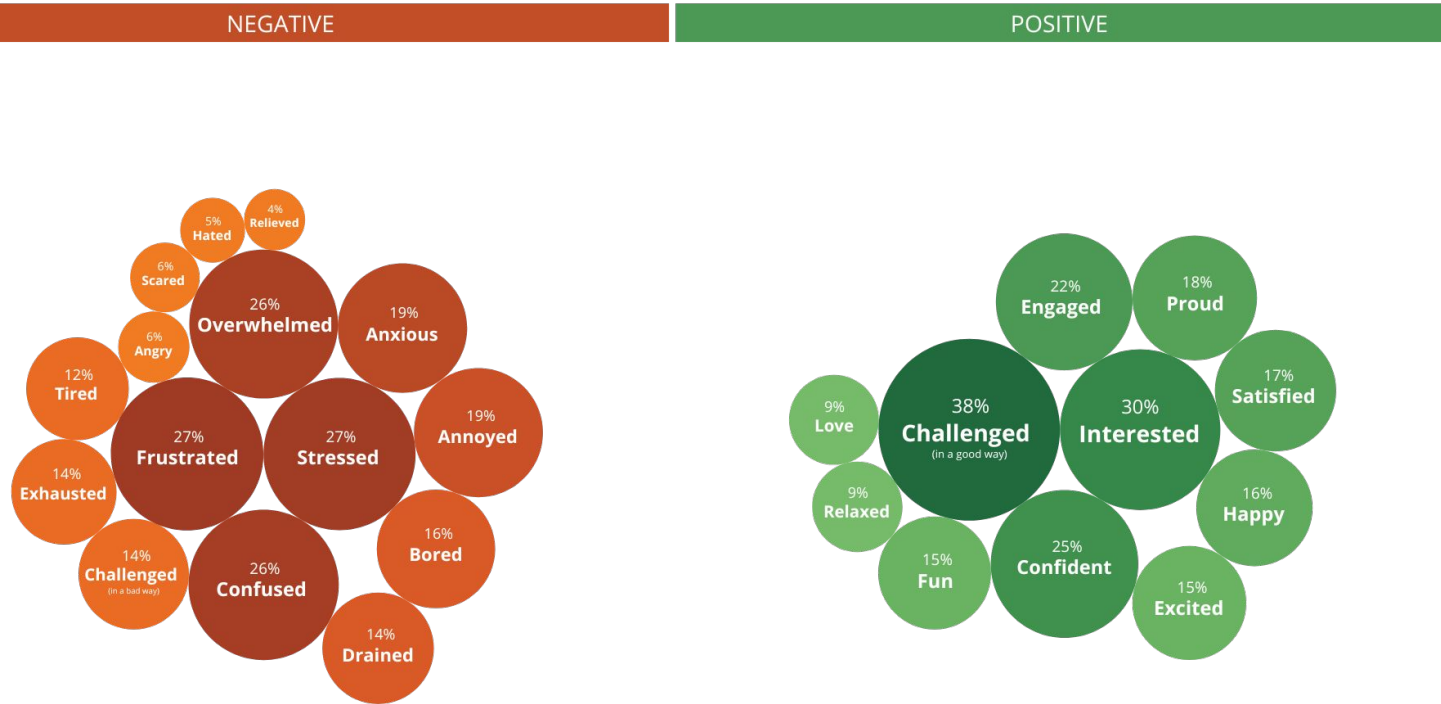 NEGATIVE
POSITIVE
4%
Relieved
5%
Hated
6%
Scared
26%
Overwhelmed
19%
Anxious
6%
Angry
12%
Tired
19%
Annoyed
27%
Frustrated
27%
Stressed
14%
Exhausted
16%
Bored
14%
Challenged
(in a bad way)
26%
Confused
14%
Drained
22%
Engaged
18%
Proud
17%
Satisfied
9%
Love
38%
Challenged
(in a good way)
30%
Interested
9%
Relaxed
16%
Happy
15%
Fun
25%
Confident
15%
Excited